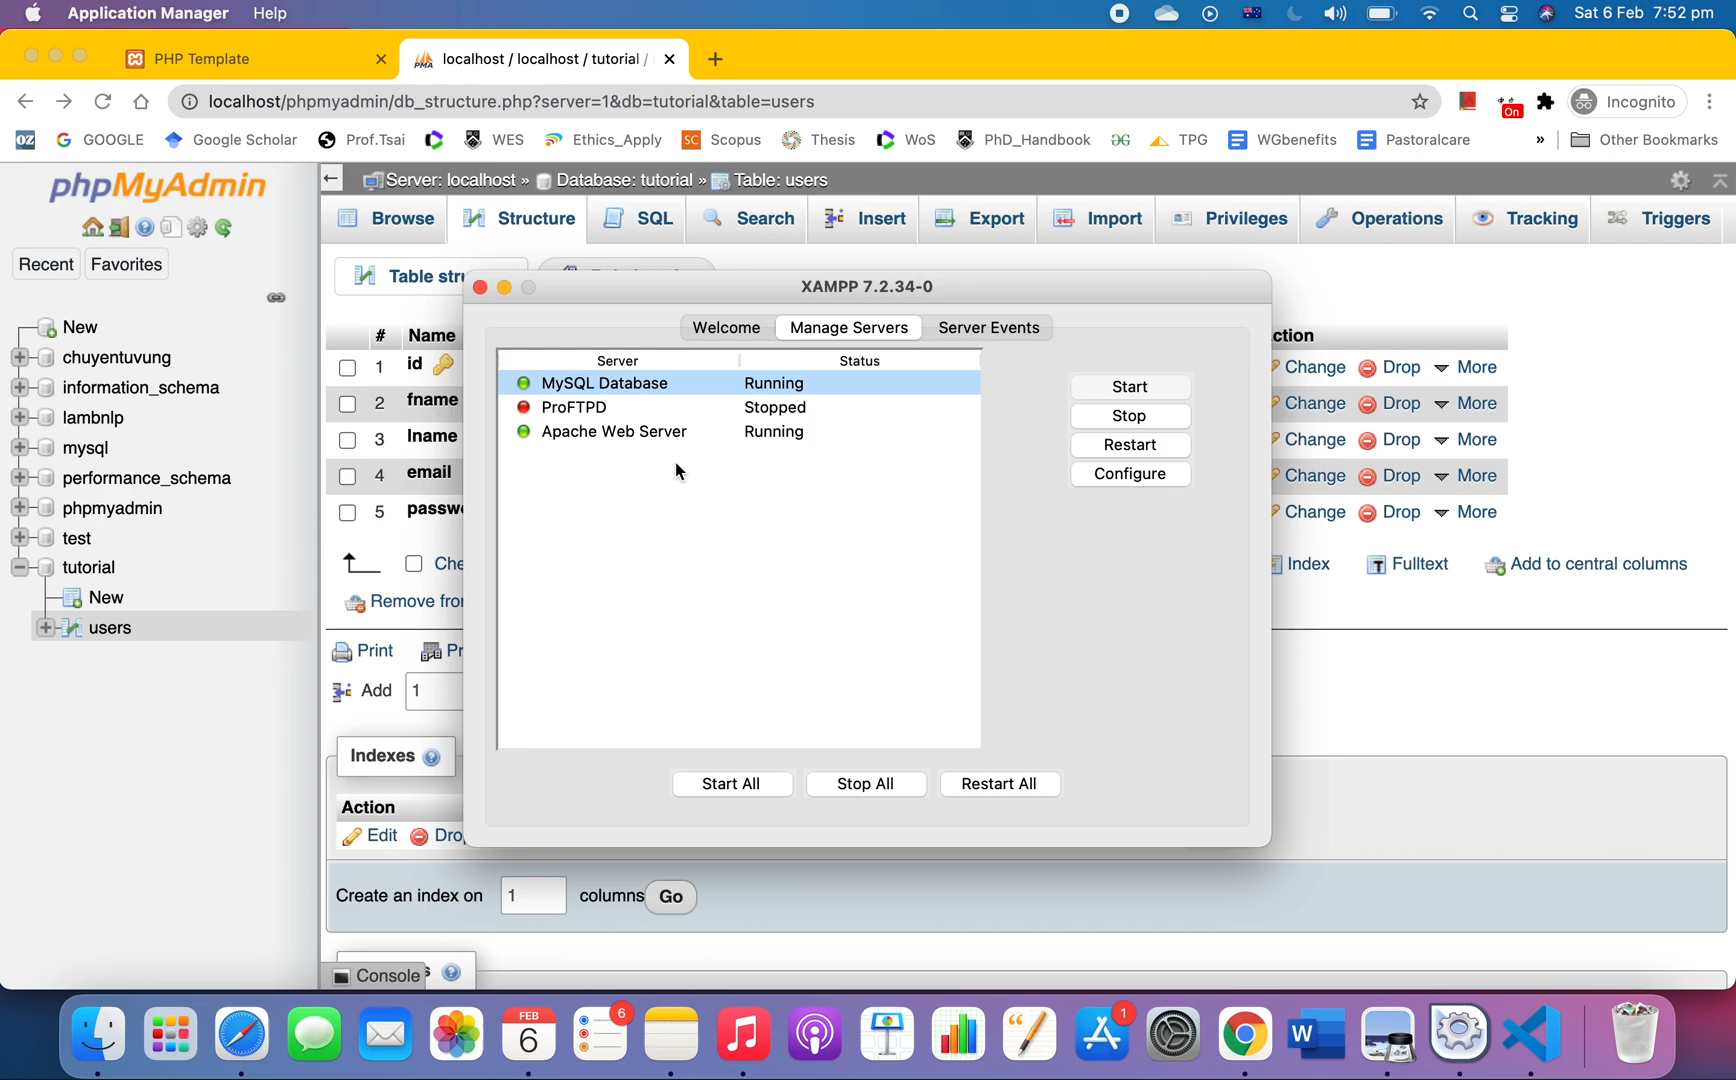 Application Manager Help Sat 6 Feb 7:52 pm
PHP Template localhost / localhost / tutorial /
localhost/phpmyadmin/db_structure.php?server=1&db=tutorial&table=users On Incognito
OZ GOOGLE Google Scholar Prof.Tsai WES Ethics_Apply SC Scopus Thesis WoS PhD_Handbook TPG WGbenefits Pastoralcare » Other Bookmarks
phpMyAdmin
Server: localhost » Database: tutorial » Table: users
Browse Structure SQL Search Insert Export Import Privileges Operations Tracking Triggers
Recent Favorites
New
chuyentuvung
information_schema
lambnlp
mysql
performance_schema
phpmyadmin
test
tutorial
New
users
Table stru
# Name ction
1 id Change Drop More
2 fname Change Drop More
3 lname Change Drop More
4 email Change Drop More
5 passw Change Drop More
Che Index Fulltext Add to central columns
Remove fro
Print Pr
Add 1
Indexes
Action
Edit Dro
Create an index on 1 columns Go
Console
XAMPP 7.2.34-0
Welcome Manage Servers Server Events
Server Status
MySQL Database Running
ProFTPD Stopped
Apache Web Server Running
Start
Stop
Restart
Configure
Start All Stop All Restart All
FEB
6
6
1
W